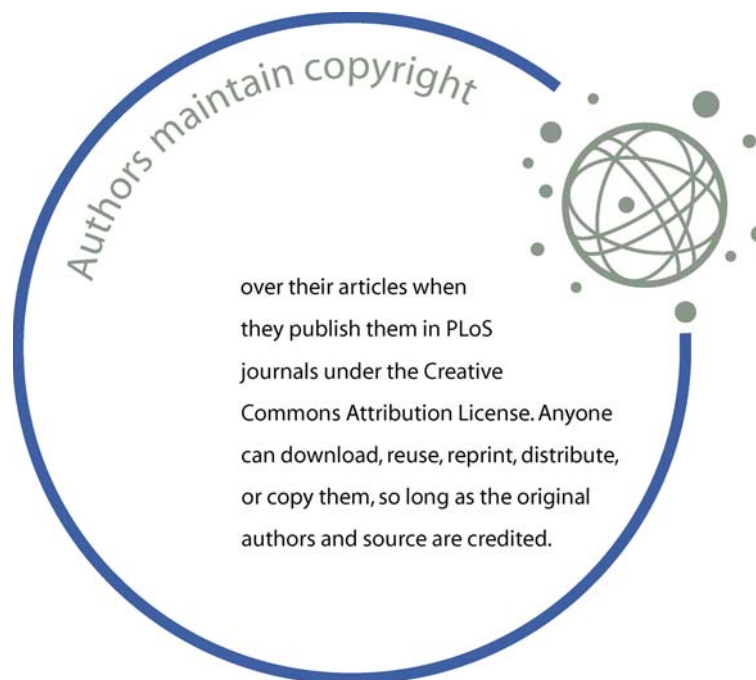 Authors maintain copyright
over their articles when
they publish them in PLoS
journals under the Creative
Commons Attribution License. Anyone
can download, reuse, reprint, distribute,
or copy them, so long as the original
authors and source are credited.